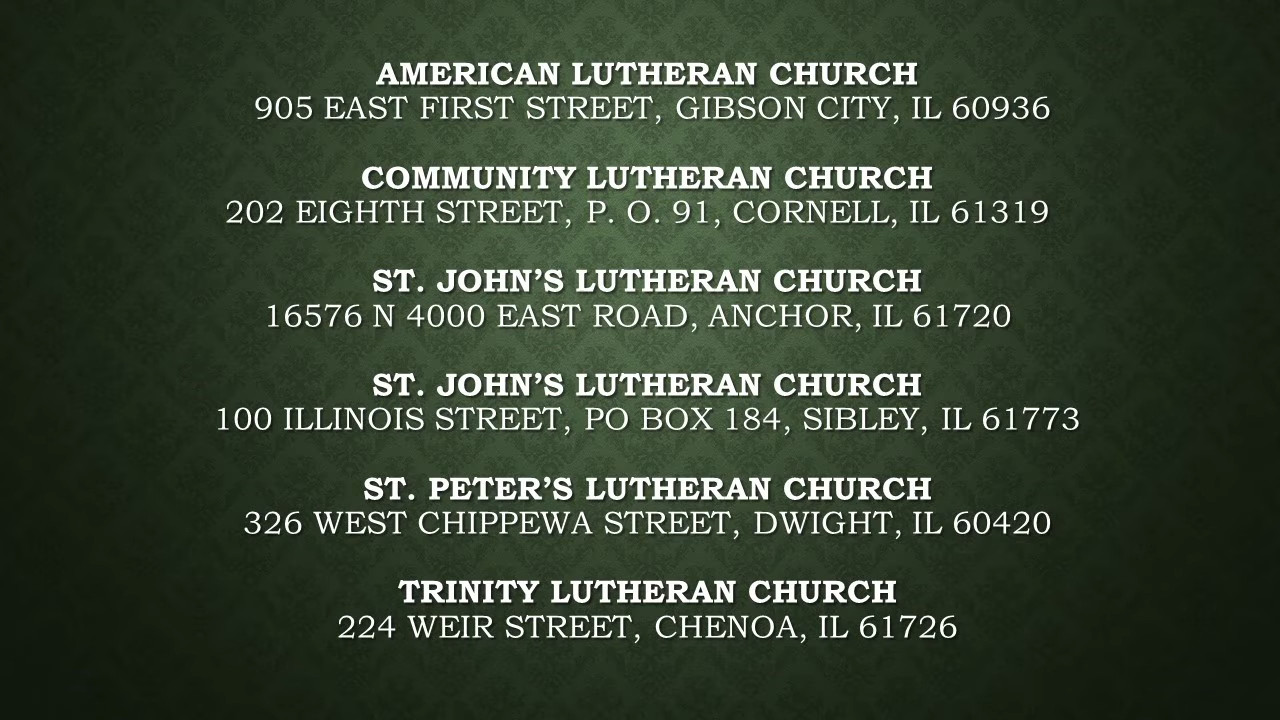 AMERICAN LUTHERAN CHURCH
905 EAST FIRST STREET, GIBSON CITY, IL 60936
COMMUNITY LUTHERAN CHURCH
202 EIGHTH STREET, P. O. 91, CORNELL, IL 61319
ST. JOHN’S LUTHERAN CHURCH
16576 N 4000 EAST ROAD, ANCHOR, IL 61720
ST. JOHN’S LUTHERAN CHURCH
100 ILLINOIS STREET, PO BOX 184, SIBLEY, IL 61773
ST. PETER’S LUTHERAN CHURCH
326 WEST CHIPPEWA STREET, DWIGHT, IL 60420
TRINITY LUTHERAN CHURCH
224 WEIR STREET, CHENOA, IL 61726